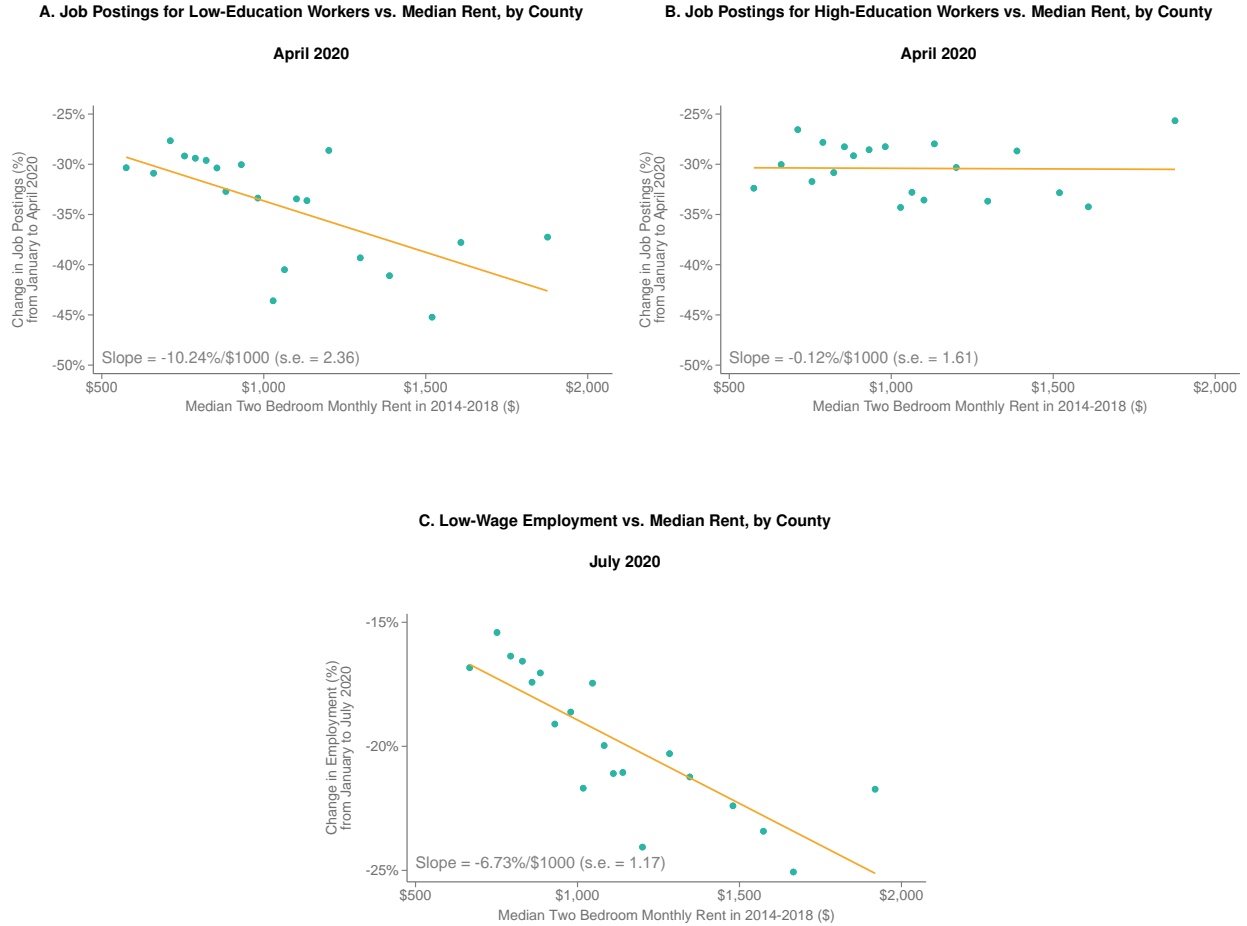 A. Job Postings for Low-Education Workers vs. Median Rent, by County
April 2020
-25%
-30%
-35%
-40%
-45%
-50%
Change in Job Postings (%)
from January to April 2020
Slope = -10.24%/$1000 (s.e. = 2.36)
$500
$1,000
$1,500
$2,000
Median Two Bedroom Monthly Rent in 2014-2018 ($)
B. Job Postings for High-Education Workers vs. Median Rent, by County
April 2020
-25%
-30%
-35%
-40%
-45%
-50%
Change in Job Postings (%)
from January to April 2020
Slope = -0.12%/$1000 (s.e. = 1.61)
$500
$1,000
$1,500
$2,000
Median Two Bedroom Monthly Rent in 2014-2018 ($)
C. Low-Wage Employment vs. Median Rent, by County
July 2020
-15%
-20%
-25%
Change in Employment (%)
from January to July 2020
Slope = -6.73%/$1000 (s.e. = 1.17)
$500
$1,000
$1,500
$2,000
Median Two Bedroom Monthly Rent in 2014-2018 ($)